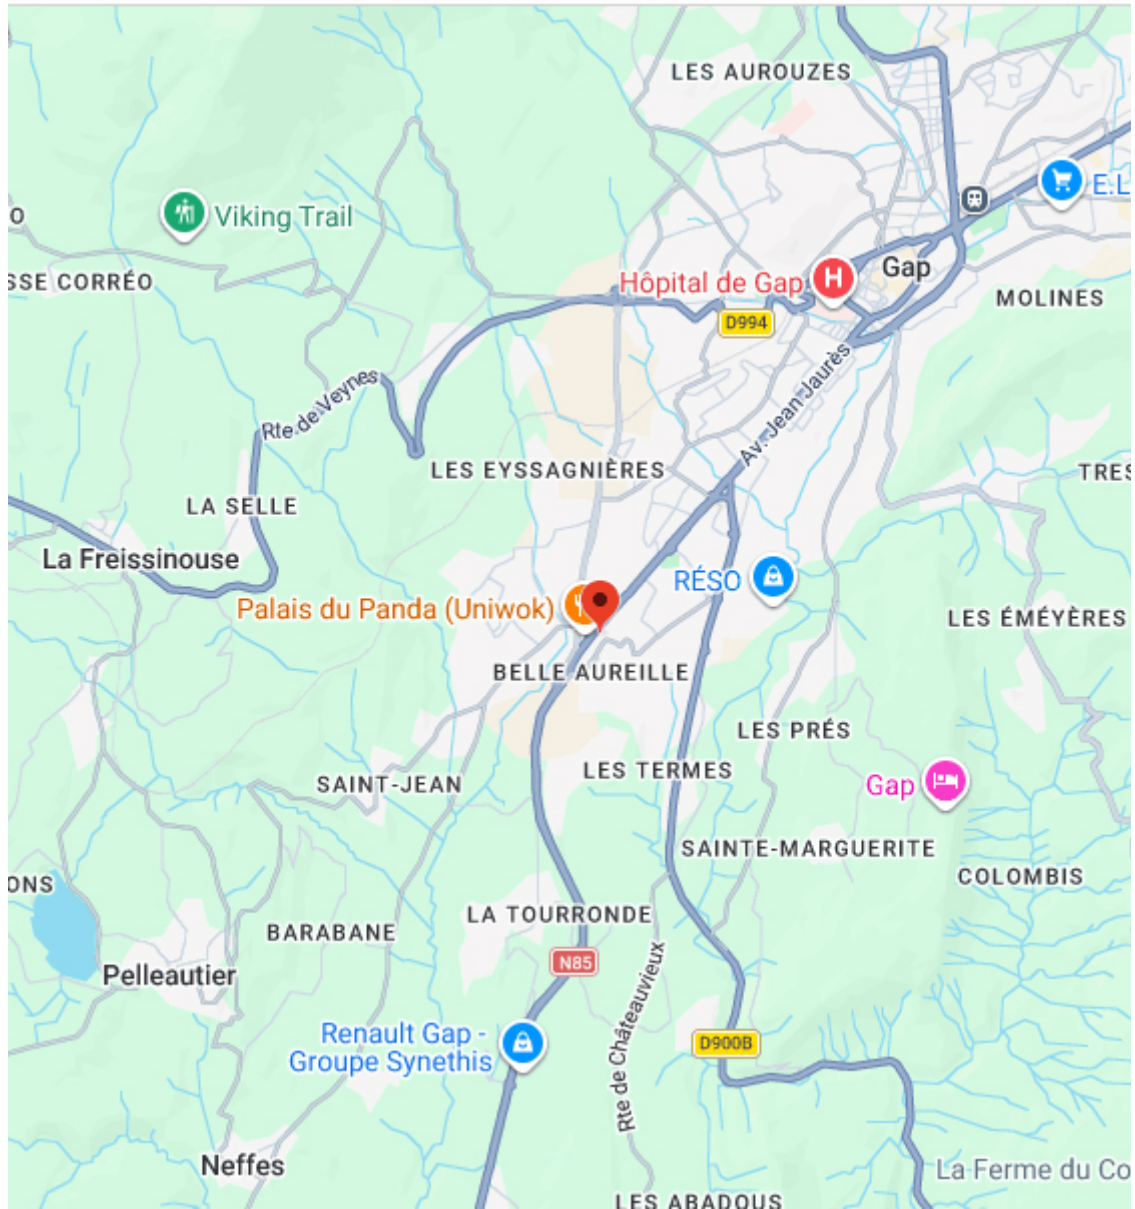 LES AUROUZES
E.L
O
Viking Trail
Gap
SSE CORRÉO
Hôpital de Gap
H
MOLINES
D994
Av. Jean Jaurès
Rte de Veynes
LES EYSSAGNIÈRES
TRES
LA SELLE
La Freissinouse
RÉSO
Palais du Panda (Uniwok)
LES ÉMÉYÈRES
BELLE AUREILLE
LES PRÉS
LES TERMES
SAINT-JEAN
Gap
SAINTE-MARGUERITE
COLOMBIS
ONS
LA TOURRONDE
BARABANE
N85
Pelleautier
Rte de Châteauvieux
Renault Gap -
Groupe Synethis
D900B
Neffes
La Ferme du Co
LES ABADOUS